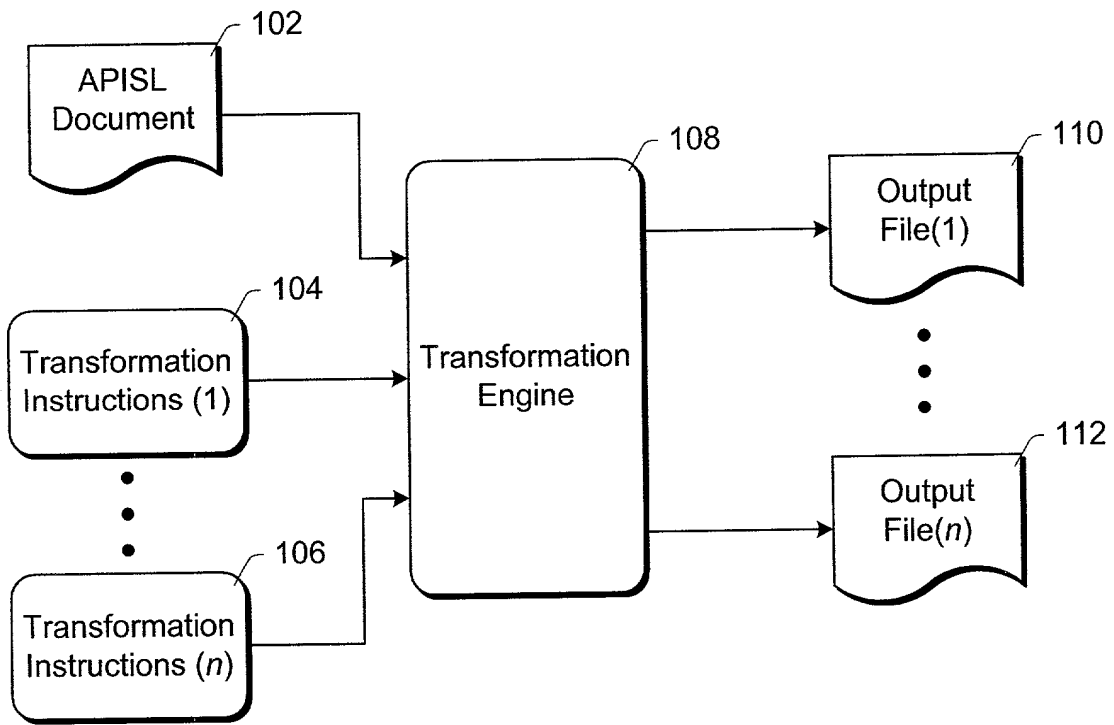 102
APISL
Document
108
110
Output
File(1)
104
Transformation
Instructions (1)
Transformation
Engine
112
Output
File(n)
106
Transformation
Instructions (n)